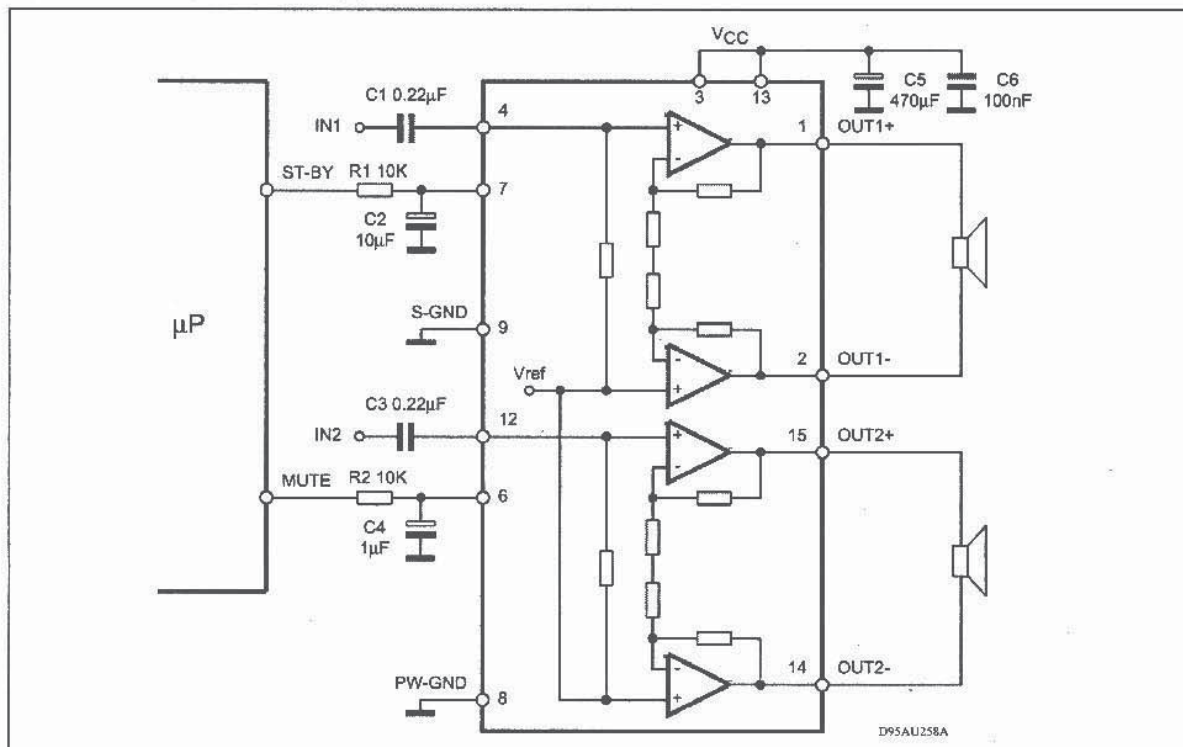 VCC
3
13
C5
470µF
C6
100nF
C1 0.22µF
IN1
4
+
-
1
OUT1+
ST-BY
R1 10K
7
C2
10µF
µP
S-GND
9
-
+
2
OUT1-
Vref
C3 0.22µF
IN2
12
+
-
15
OUT2+
MUTE
R2 10K
6
C4
1µF
-
+
14
OUT2-
PW-GND
8
D95AU258A